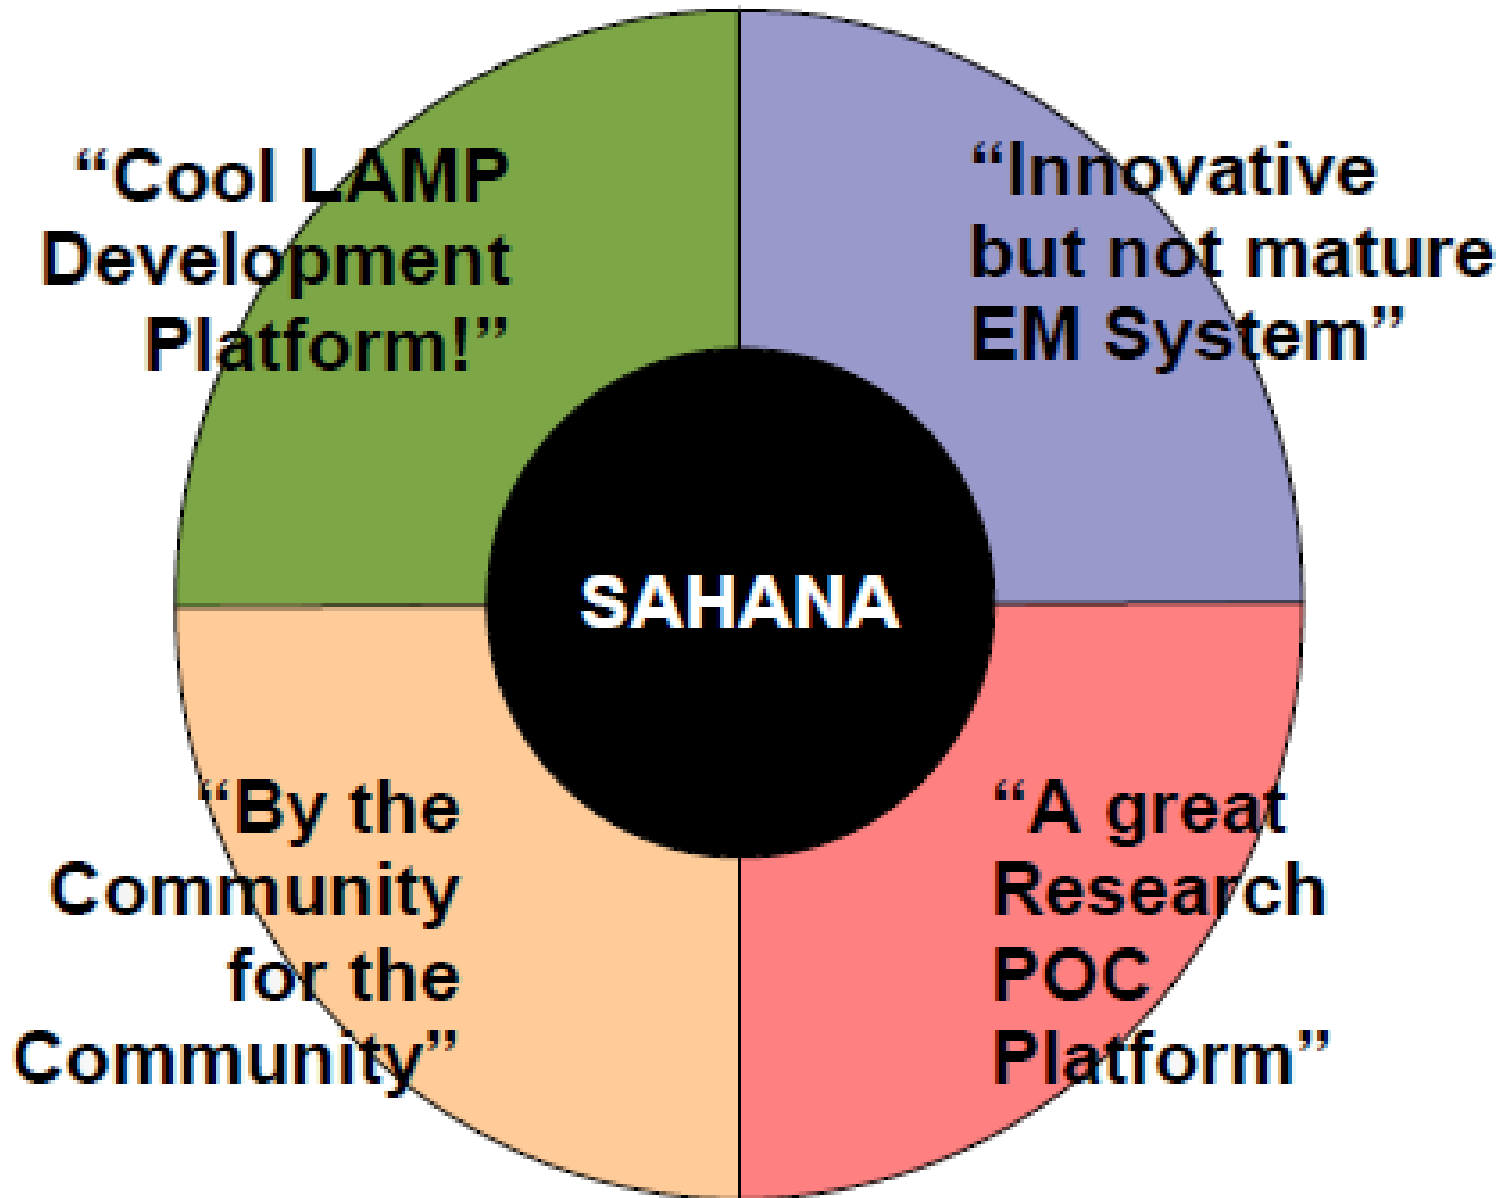 “Cool LAMP
Development
Platform!”
“Innovative
but not mature
EM System”
SAHANA
“By the
Community
for the
Community”
“A great
Research
POC
Platform”